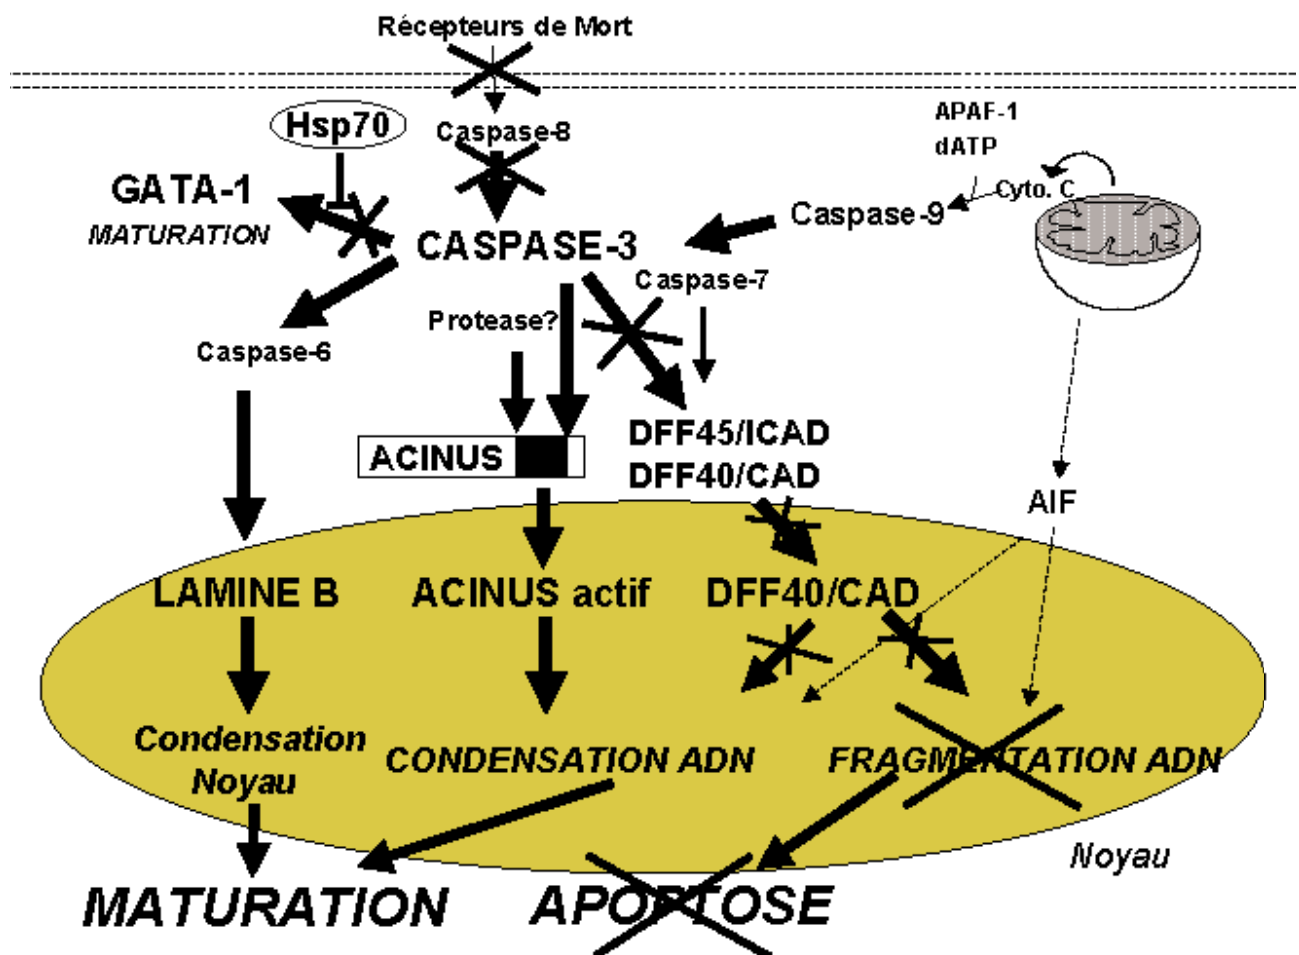 Récepteurs de Mort
Hsp70
Caspase-8
APAF-1
dATP
Cyto. C
GATA-1
MATURATION
Caspase-9
CASPASE-3
Caspase-7
Protease?
Caspase-6
DFF45/ICAD
ACINUS
DFF40/CAD
AIF
LAMINE B
ACINUS actif
DFF40/CAD
Condensation
Noyau
CONDENSATION ADN
FRAGMENTATION ADN
Noyau
MATURATION
APOPTOSE